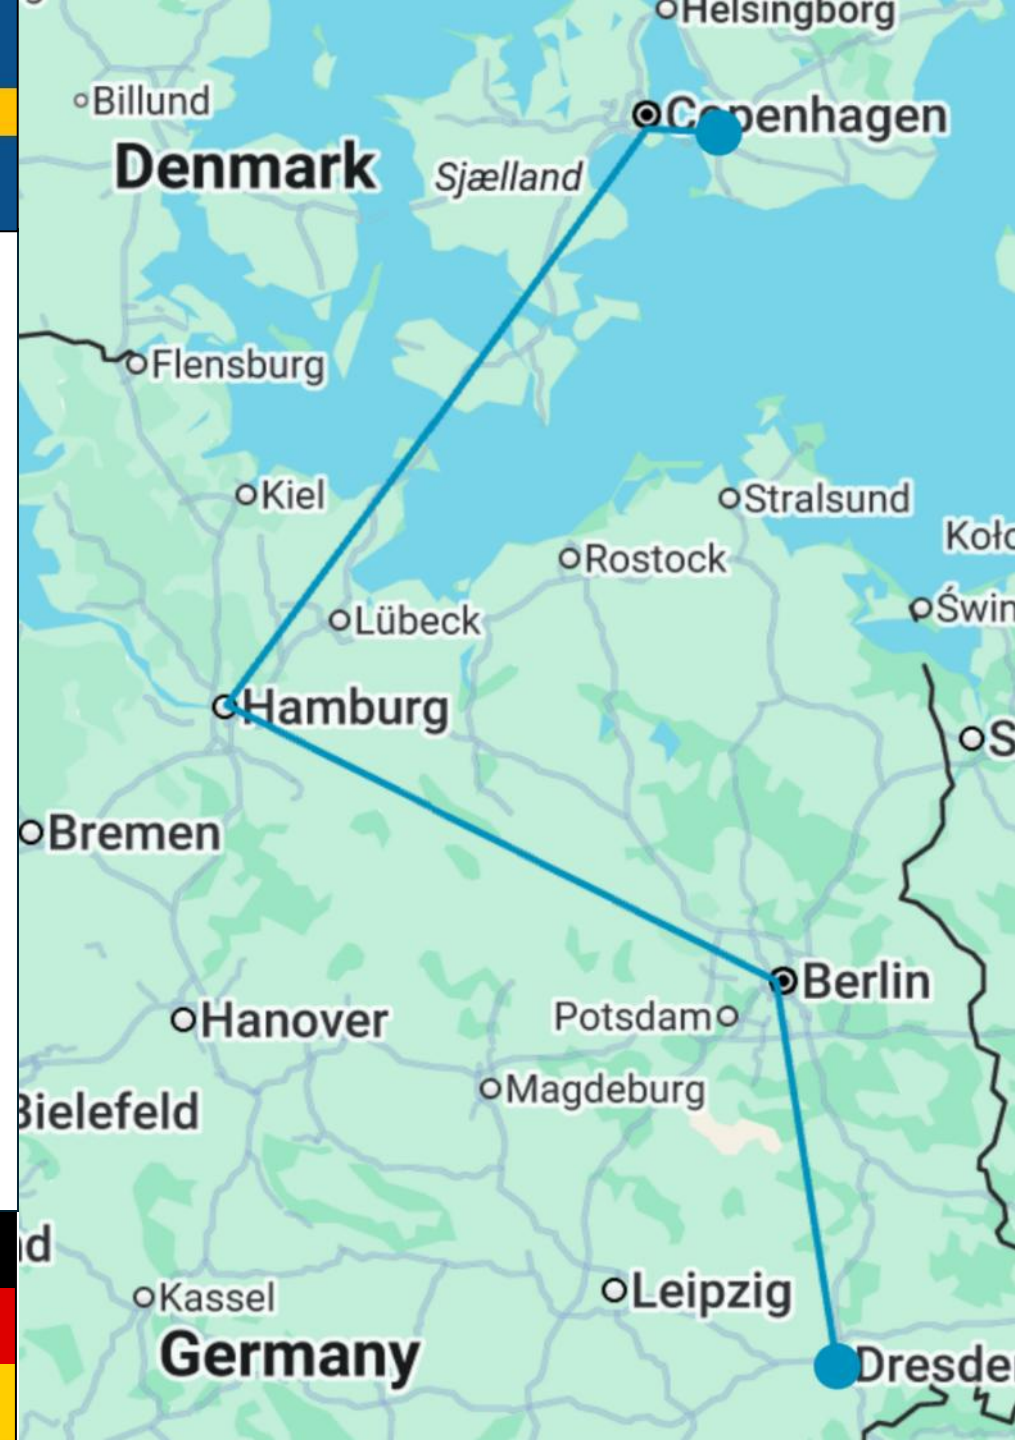 Helsingborg
Billund
Copenhagen
Denmark
Sjælland
Flensburg
Kiel
Stralsund
Rostock
Lübeck
Hamburg
Bremen
Berlin
Potsdam
Hanover
Magdeburg
Bielefeld
Leipzig
Kassel
Germany